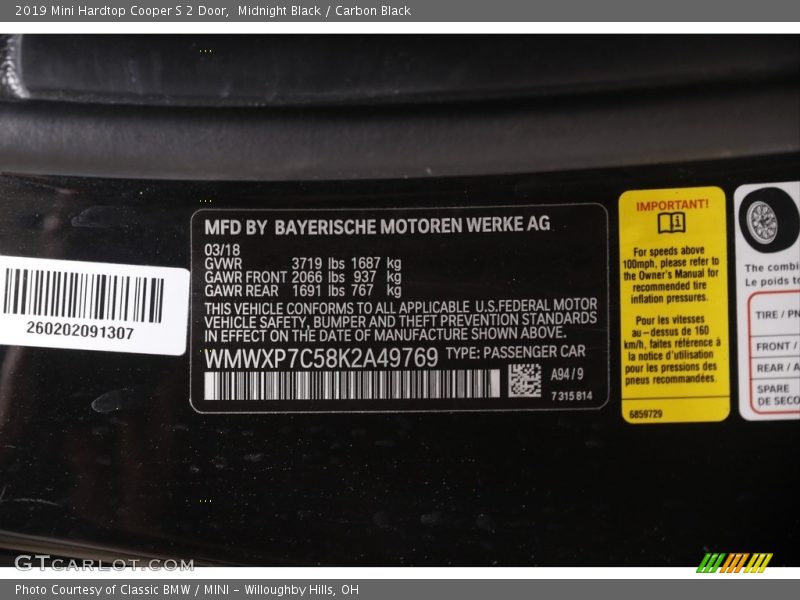 2019 Mini Hardtop Cooper S 2 Door,  Midnight Black / Carbon Black
MFD BY BAYERISCHE MOTOREN WERKE AG
03/18
GVWR 3719 lbs 1687 kg
GAWR FRONT 2066 lbs 937 kg
GAWR REAR 1691 lbs 767 kg
THIS VEHICLE CONFORMS TO ALL APPLICABLE U.S.FEDERAL MOTOR
VEHICLE SAFETY, BUMPER AND THEFT PREVENTION STANDARDS
IN EFFECT ON THE DATE OF MANUFACTURE SHOWN ABOVE.
WMWXP7C58K2A49769 TYPE: PASSENGER CAR
A94/9
7 315 814
260202091307
IMPORTANT!
For speeds above
100mph, please refer to
the Owner's Manual for
recommended tire
inflation pressures.
Pour les vitesses
au-dessus de 160
km/h, faites référence à
la notice d'utilisation
pour les pressions des
pneus recommandées.
6859729
The combi
Le poids to
TIRE / PN
FRONT /
REAR / A
SPARE
DE SECO
GTCarLot.com
Photo Courtesy of Classic BMW / MINI - Willoughby Hills, OH